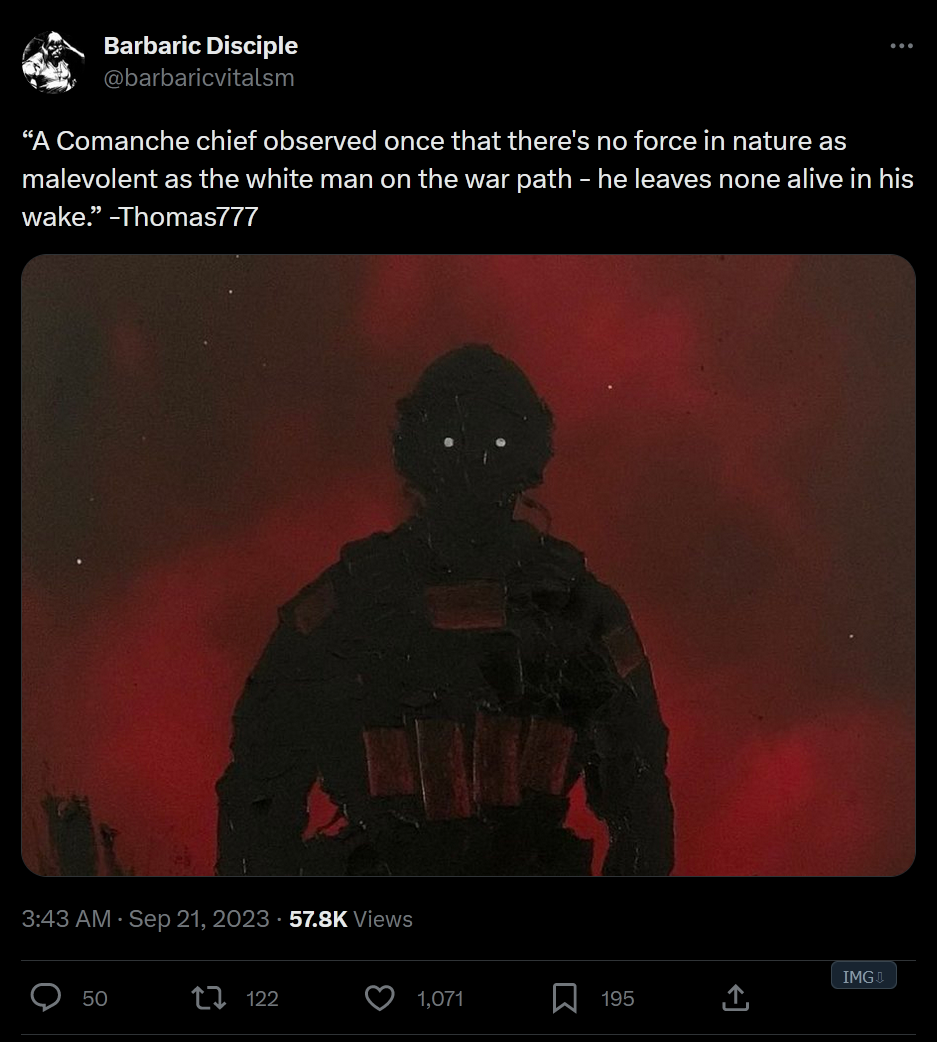 Barbaric Disciple
@barbaricvitalsm
“A Comanche chief observed once that there's no force in nature as
malevolent as the white man on the war path - he leaves none alive in his
wake.” -Thomas777
3:43 AM · Sep 21, 2023 · 57.8K Views
50 122 1,071 195
IMG⇩